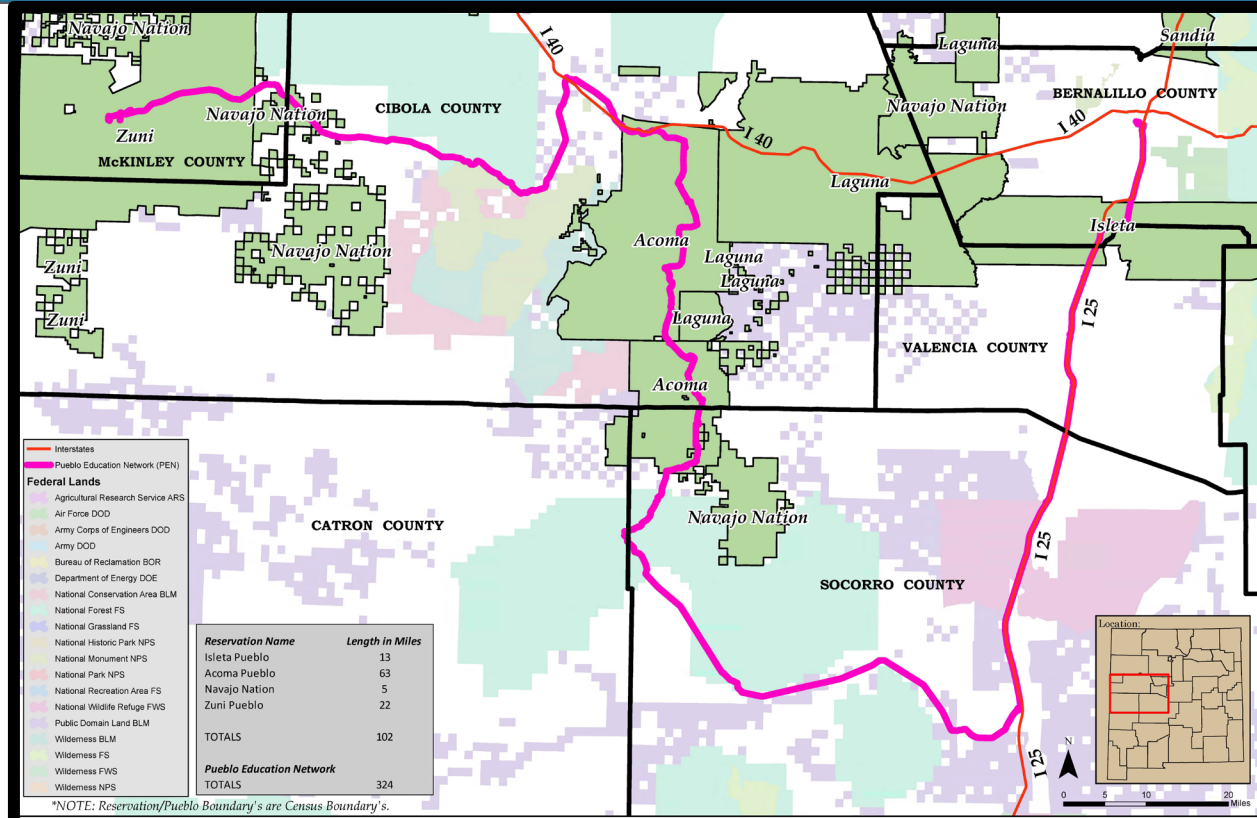 Navajo Nation
I 40
Laguna
Sandia
Navajo Nation
BERNALILLO COUNTY
CIBOLA COUNTY
Navajo Nation
I 40
Zuni
I 40
McKINLEY COUNTY
Laguna
Isleta
Acoma
Navajo Nation
Laguna
Zuni
Laguna
I 25
Zuni
Laguna
VALENCIA COUNTY
Acoma
Interstates
Pueblo Education Network (PEN)
Federal Lands
Agricultural Research Service ARS
Air Force DOD
Army Corps of Engineers DOD
Army DOD
Bureau of Reclamation BOR
Department of Energy DOE
National Conservation Area BLM
National Forest FS
National Grassland FS
National Historic Park NPS
National Monument NPS
National Park NPS
National Recreation Area FS
National Wildlife Refuge FWS
Public Domain Land BLM
Wilderness BLM
Wilderness FS
Wilderness FWS
Wilderness NPS
CATRON COUNTY
Navajo Nation
I 25
SOCORRO COUNTY
Reservation Name Length in Miles
Isleta Pueblo 13
Acoma Pueblo 63
Navajo Nation 5
Zuni Pueblo 22
TOTALS 102
Pueblo Education Network
TOTALS 324
Location:
N
I 25
0 5 10 20
Miles
*NOTE: Reservation/Pueblo Boundary's are Census Boundary's.